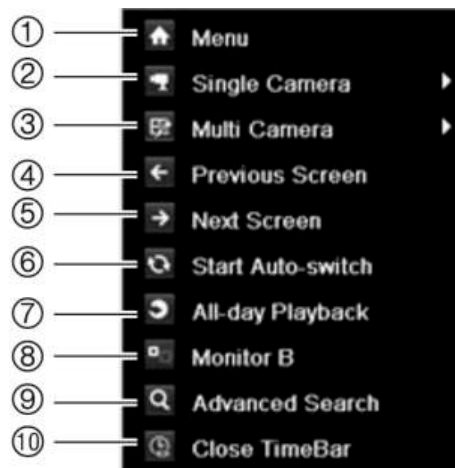 ① Menu
② Single Camera
③ Multi Camera
④ Previous Screen
⑤ Next Screen
⑥ Start Auto-switch
⑦ All-day Playback
⑧ Monitor B
⑨ Advanced Search
⑩ Close TimeBar